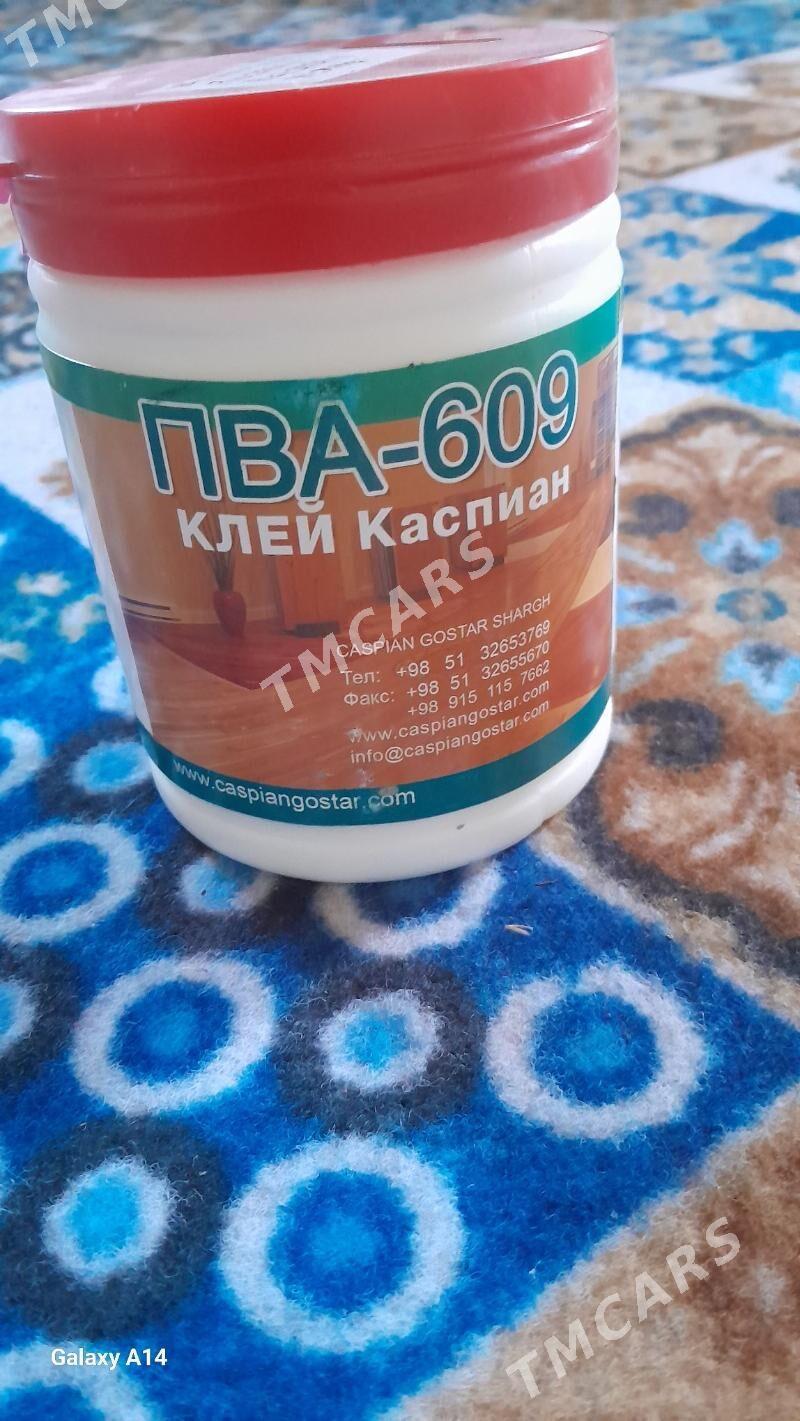 TMCARS
ПВА-609
КЛЕЙ Каспиан
TMCARS
CASPIAN GOSTAR SHARGH
Тел: +98 51 32653769
Факс: +98 51 32655670
+98 915 115 7662
www.caspiangostar.com
info@caspiangostar.com
www.caspiangostar.com
TMCARS
Galaxy A14